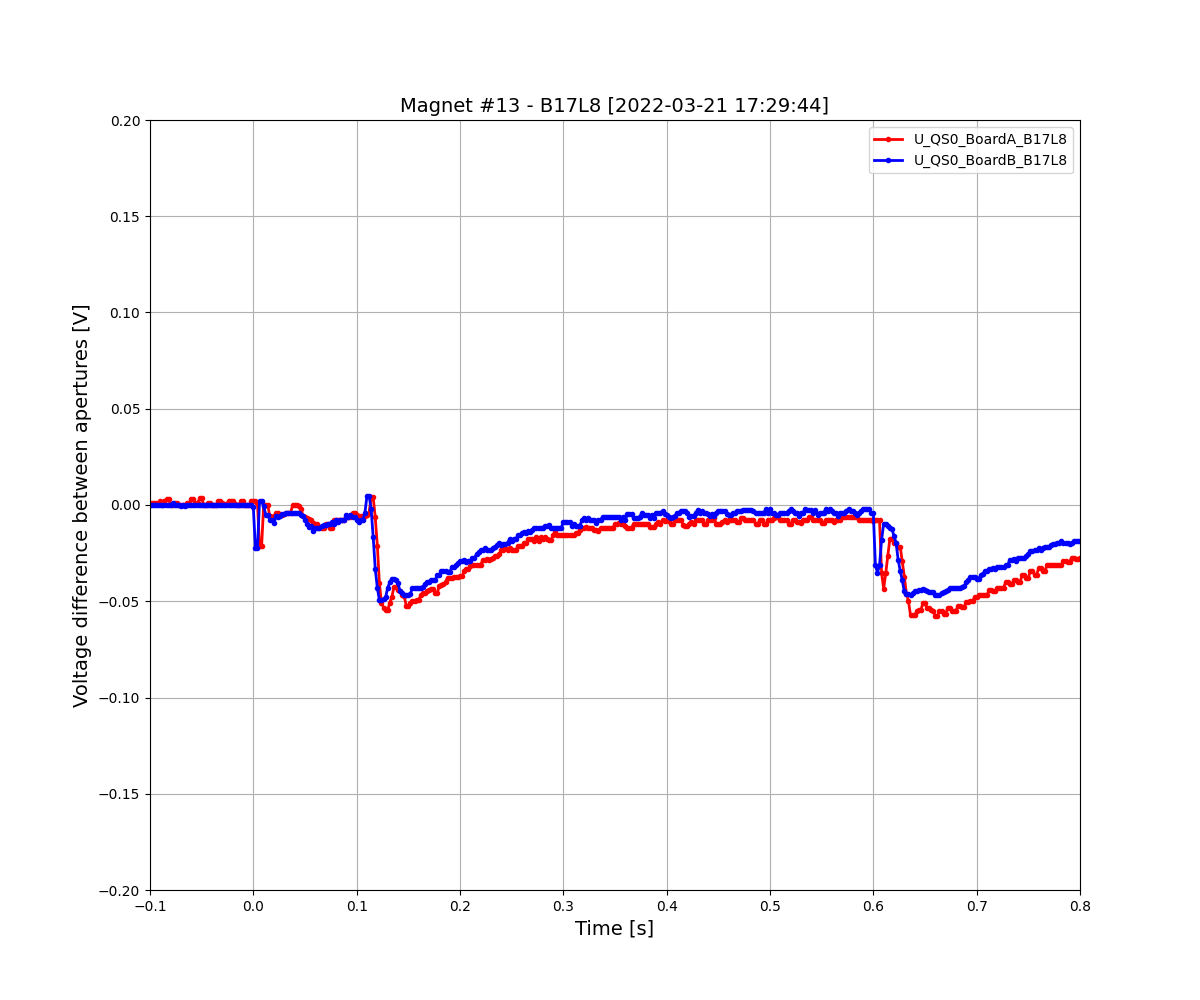 Magnet #13 - B17L8 [2022-03-21 17:29:44]
U_QS0_BoardA_B17L8
U_QS0_BoardB_B17L8
Voltage difference between apertures [V]
0.20
0.15
0.10
0.05
0.00
−0.05
−0.10
−0.15
−0.20
−0.1 0.0 0.1 0.2 0.3 0.4 0.5 0.6 0.7 0.8
Time [s]